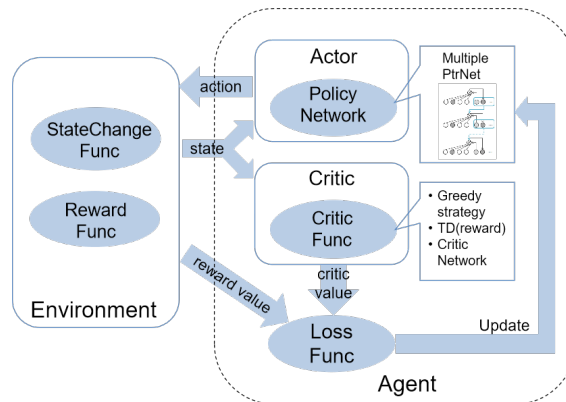 Actor
Policy
Network
Multiple
PtrNet
action
state
StateChange
Func
Reward
Func
Environment
Critic
Critic
Func
• Greedy
strategy
• TD(reward)
• Critic
Network
reward value
critic
value
Loss
Func
Update
Agent